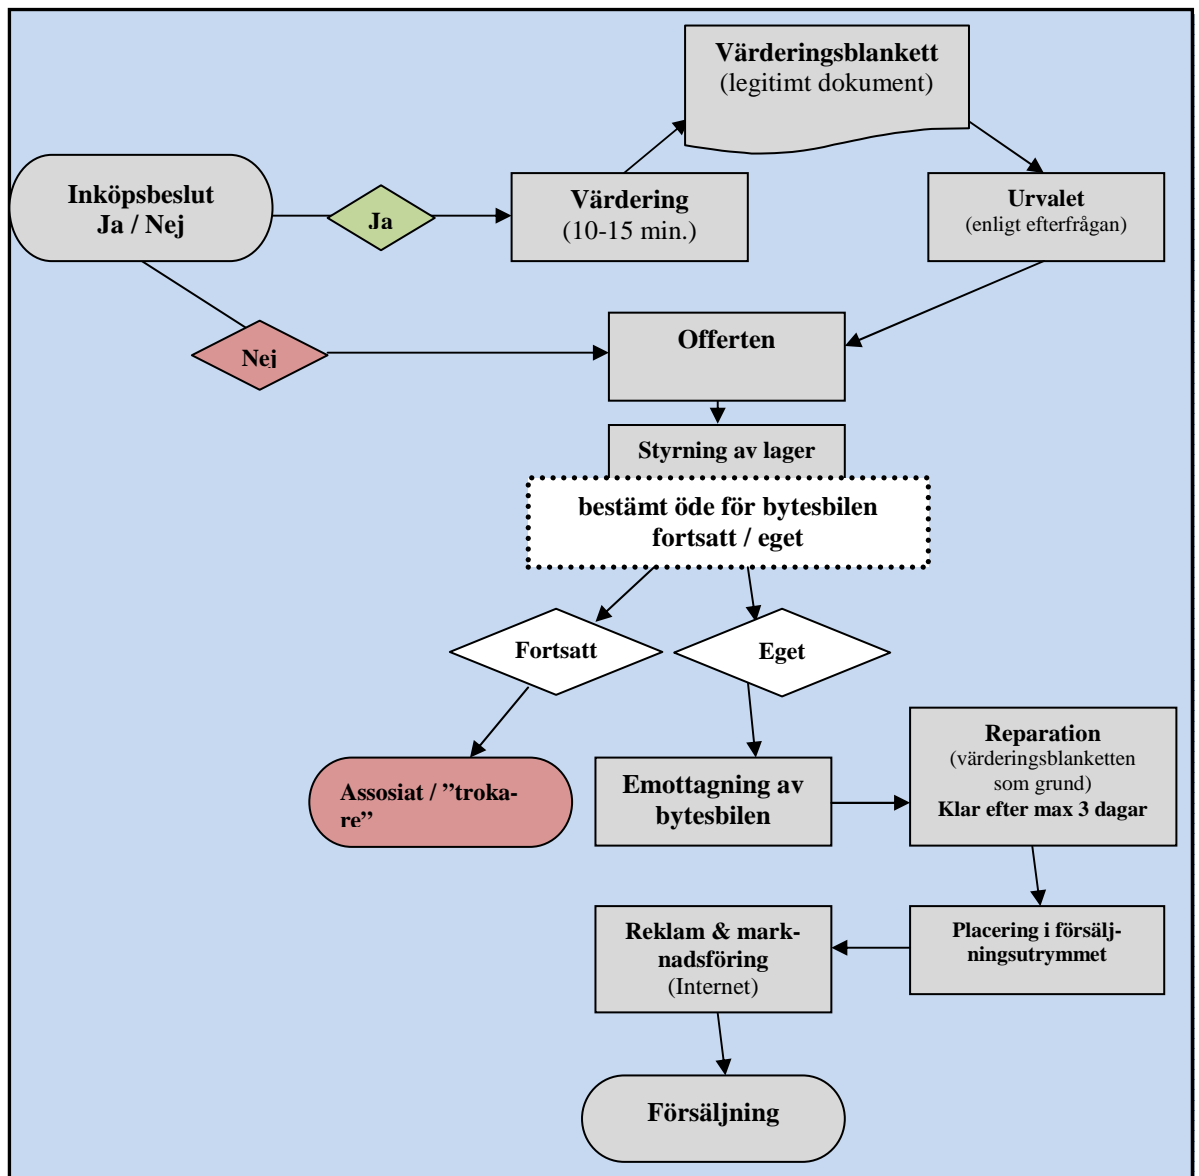 Värderingsblankett
(legitimt dokument)
Inköpsbeslut
Ja / Nej
Ja
Värdering
(10-15 min.)
Urvalet
(enligt efterfrågan)
Nej
Offerten
Styrning av lager
bestämt öde för bytesbilen
fortsatt / eget
Fortsatt
Eget
Assosiat / ”troka-
re”
Emottagning av
bytesbilen
Reparation
(värderingsblanketten
som grund)
Klar efter max 3 dagar
Placering i försälj-
ningsutrymmet
Reklam & mark-
nadsföring
(Internet)
Försäljning